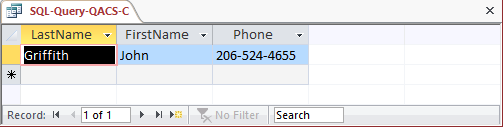 SQL-Query-QACS-C
LastName FirstName Phone
Griffith John 206-524-4655
Record: 1 of 1 No Filter Search